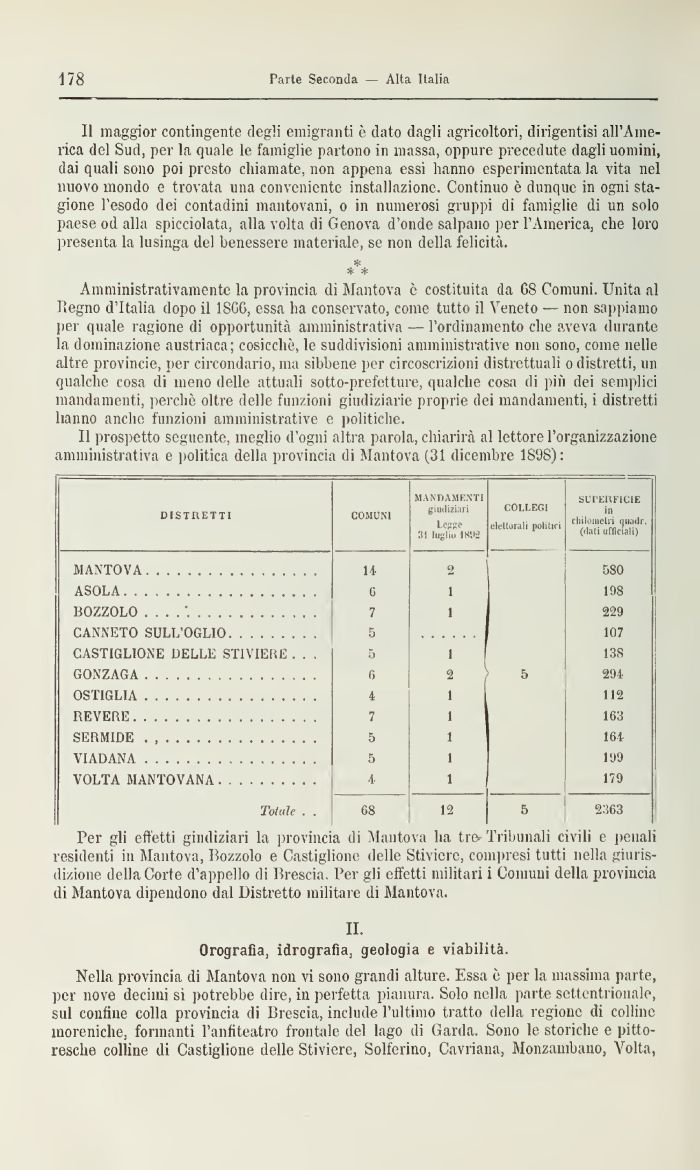 178
Parte Seconda — Alta Italia
Il maggior contingente degli emigranti è dato dagli agricoltori, dirigentisi all'Ame-
rica del Sud, per la quale le famiglie partono in massa, oppure precedute dagli uomini,
dai quali sono poi presto chiamate, non appena essi hanno esperimentata la vita nel
nuovo mondo e trovata una conveniente installazione. Continuo è dunque in ogni sta-
gione l'esodo dei contadini mantovani, o in numerosi gruppi di famiglie di un solo
paese od alla spicciolata, alla volta di Genova d'onde salpano per l'America, che loro
presenta la lusinga del benessere materiale, se non della felicità.
*
* *
Amministrativamente la provincia di Mantova è costituita da 68 Comuni. Unita al
Regno d'Italia dopo il 1866, essa ha conservato, come tutto il Veneto — non sappiamo
per quale ragione di opportunità amministrativa — l'ordinamento che aveva durante
la dominazione austriaca; cosicchè, le suddivisioni amministrative non sono, come nelle
altre provincie, per circondario, ma sibbene per circoscrizioni distrettuali o distretti, un
qualche cosa di meno delle attuali sotto-prefetture, qualche cosa di più dei semplici
mandamenti, perchè oltre delle funzioni giudiziarie proprie dei mandamenti, i distretti
hanno anche funzioni amministrative e politiche.
Il prospetto seguente, meglio d'ogni altra parola, chiarirà al lettore l'organizzazione
amministrativa e politica della provincia di Mantova (31 dicembre 1898):
DISTRETTI COMUNI MANDAMENTI giudiziari Legge 31 luglio 1892 COLLEGI elettorali politici SUPERFICIE in chilometri quadr. (dati ufficiali)
MANTOVA. . . . . . . . . . . . . . . . . 14 2 580
ASOLA. . . . . . . . . . . . . . . . . . . 6 1 198
BOZZOLO . . . . . . . . . . . . . . . . . 7 1 229
CANNETO SULL'OGLIO. . . . . . . . . 5 . . . . . . 107
CASTIGLIONE DELLE STIVIERE . . . 5 1 138
GONZAGA . . . . . . . . . . . . . . . . . 6 2 5 294
OSTIGLIA . . . . . . . . . . . . . . . . . 4 1 112
REVERE. . . . . . . . . . . . . . . . . . 7 1 163
SERMIDE . , . . . . . . . . . . . . . . . 5 1 164
VIADANA . . . . . . . . . . . . . . . . . 5 1 199
VOLTA MANTOVANA. . . . . . . . . . 4 1 179
Totale . . 68 12 5 2363
Per gli effetti giudiziari la provincia di Mantova ha tre Tribunali civili e penali
residenti in Mantova, Bozzolo e Castiglione delle Stiviere, compresi tutti nella giuris-
dizione della Corte d'appello di Brescia. Per gli effetti militari i Comuni della provincia
di Mantova dipendono dal Distretto militare di Mantova.
II.
Orografia, idrografia, geologia e viabilità.
Nella provincia di Mantova non vi sono grandi alture. Essa è per la massima parte,
per nove decimi si potrebbe dire, in perfetta pianura. Solo nella parte settentrionale,
sul confine colla provincia di Brescia, include l'ultimo tratto della regione di colline
moreniche, formanti l'anfiteatro frontale del lago di Garda. Sono le storiche e pitto-
resche colline di Castiglione delle Stiviere, Solferino, Cavriana, Monzambano, Volta,